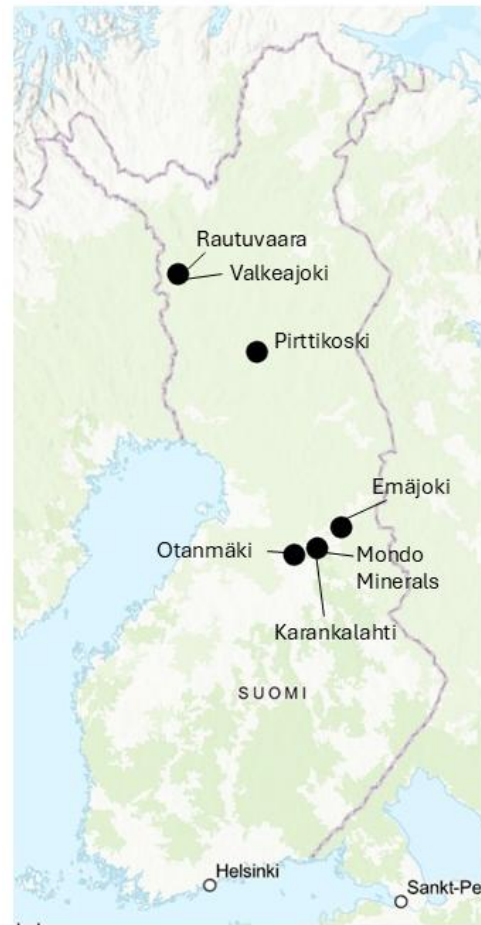 Rautuvaara
Valkeajoki
Pirttikoski
Emäjoki
Otanmäki
Mondo
Minerals
Karankalahti
SUOMI
Helsinki
Sankt-Pe